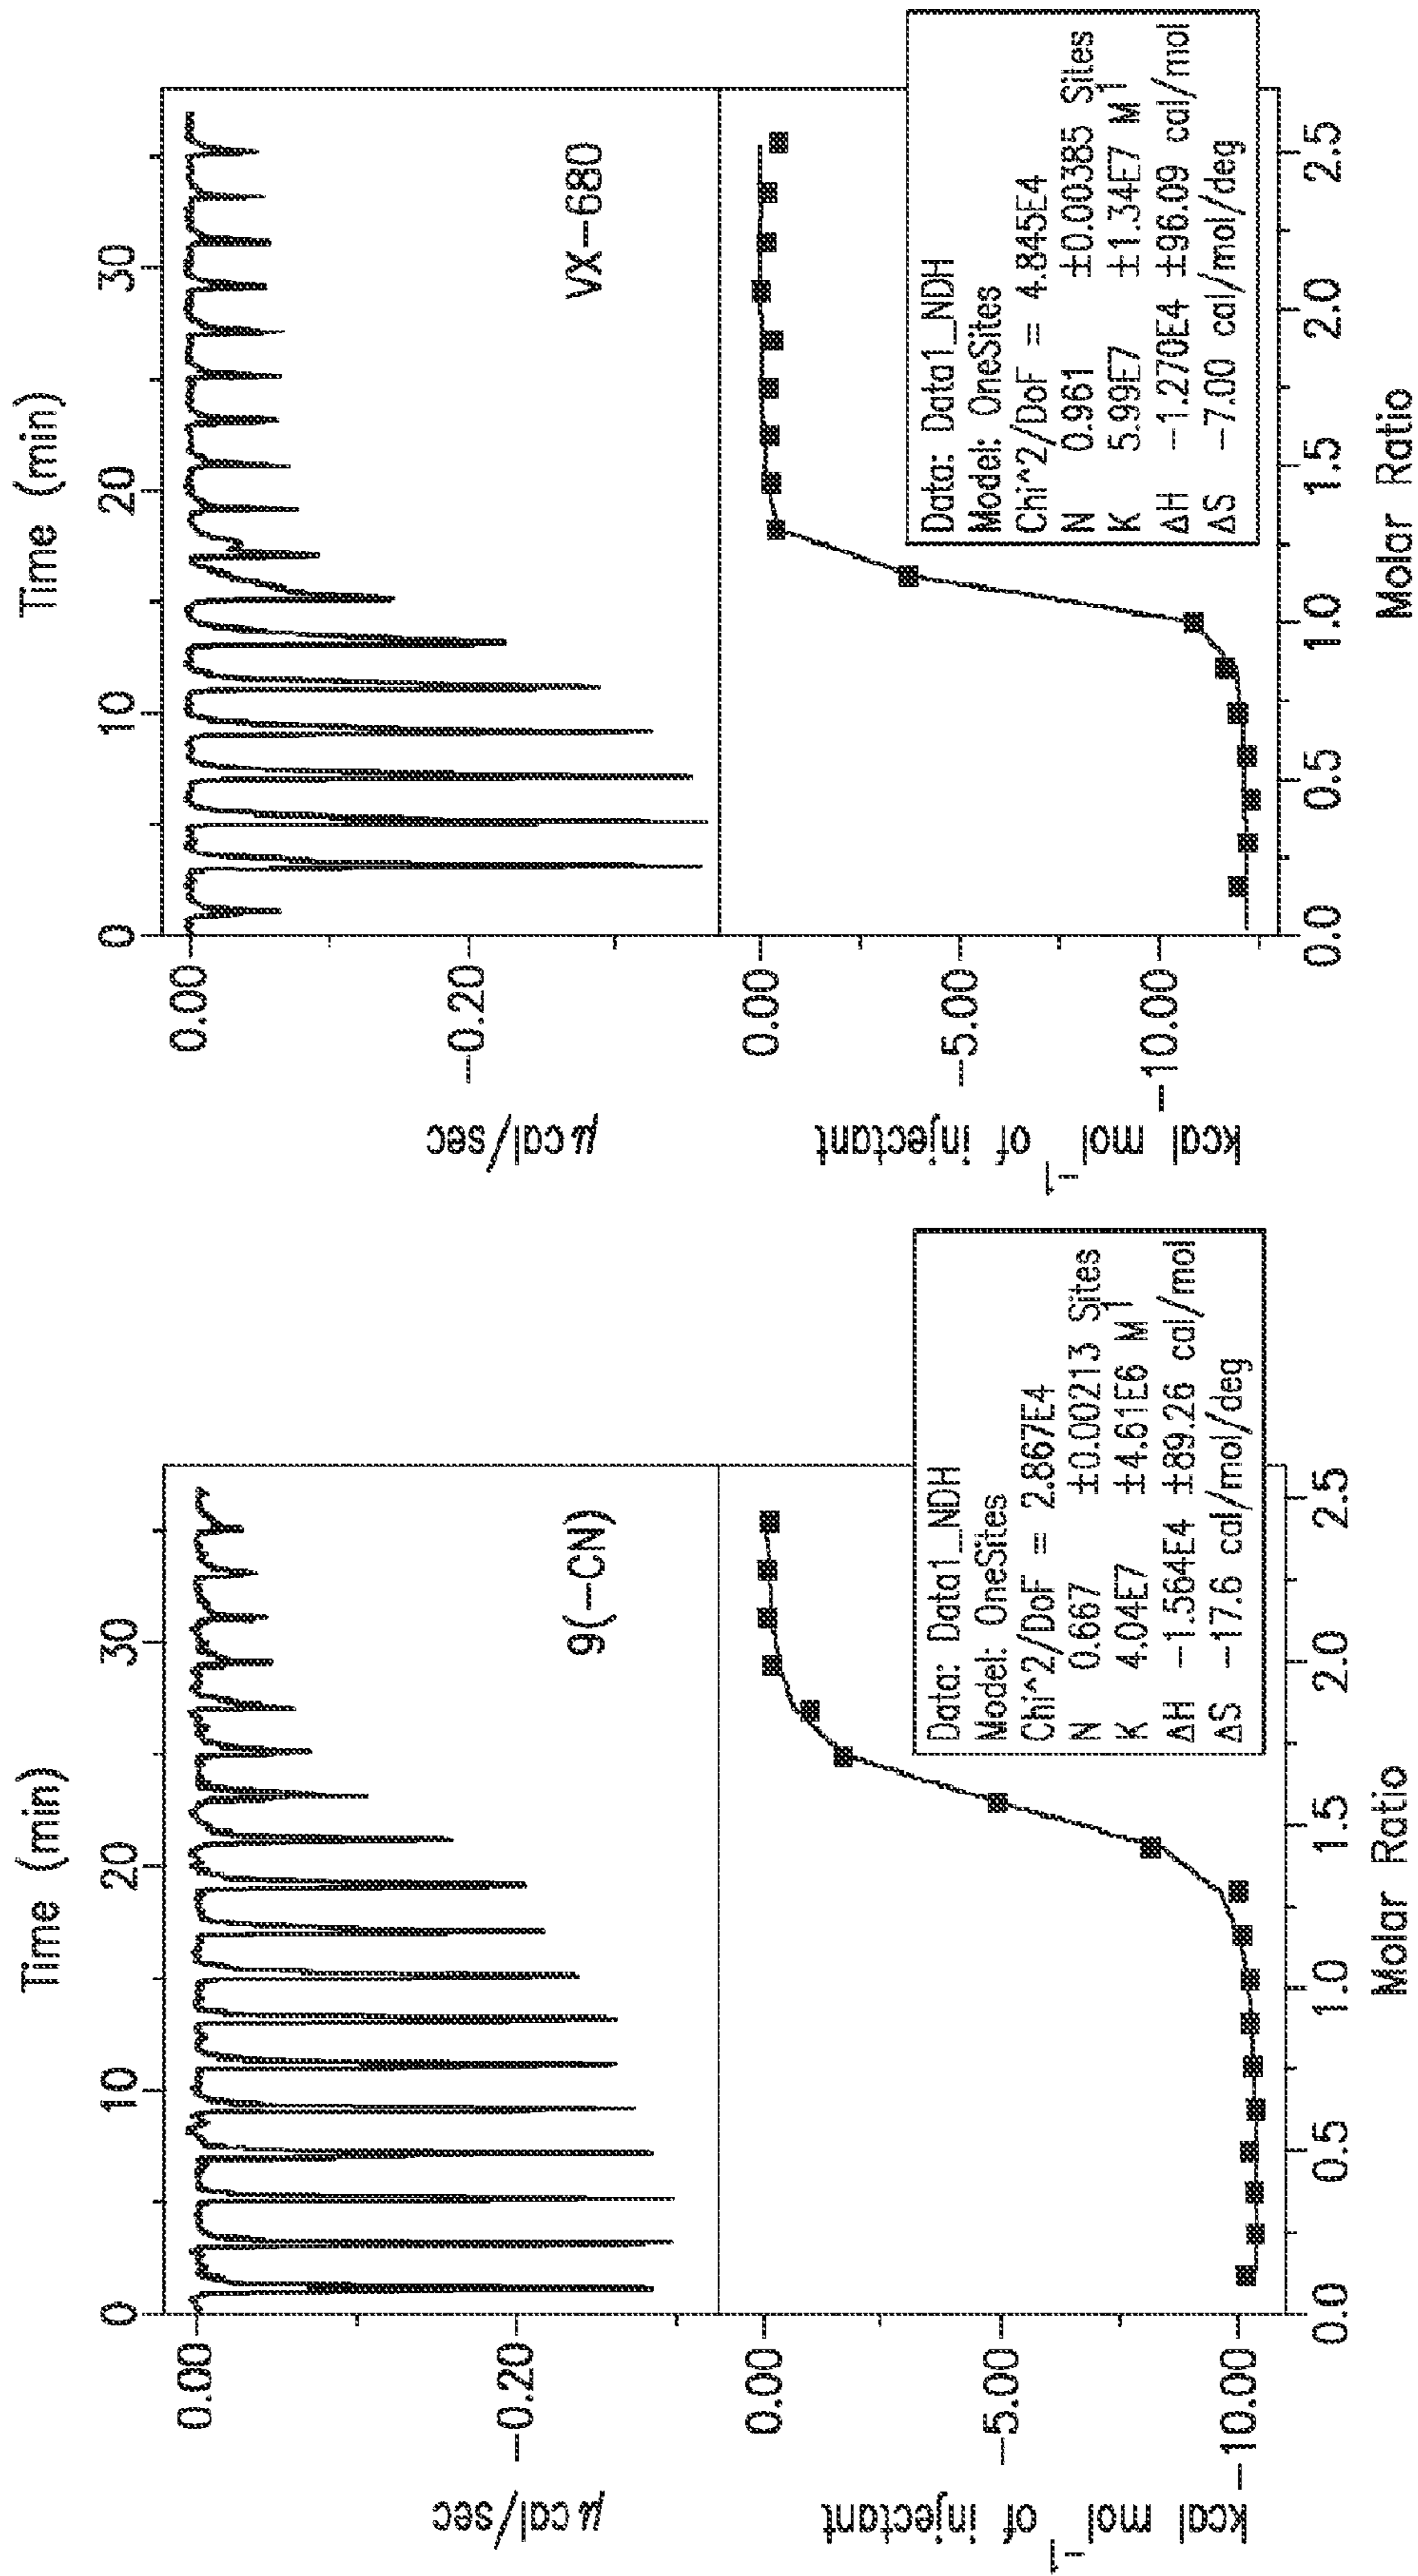 Time (min)
0 10 20 30
0.00
-0.20
µcal/sec
9(-CN)
0.00
-5.00
-10.00
kcal mol⁻¹ of injectant
Data: Data1_NDH
Model: OneSites
Chi^2/DoF = 2.867E4
N 0.667 ±0.00213 Sites
K 4.04E7 ±4.61E6 M⁻¹
ΔH -1.564E4 ±89.26 cal/mol
ΔS -17.6 cal/mol/deg
0.0 0.5 1.0 1.5 2.0 2.5
Molar Ratio
Time (min)
0 10 20 30
0.00
-0.20
µcal/sec
VX-680
0.00
-5.00
-10.00
kcal mol⁻¹ of injectant
Data: Data1_NDH
Model: OneSites
Chi^2/DoF = 4.845E4
N 0.961 ±0.00385 Sites
K 5.99E7 ±1.34E7 M⁻¹
ΔH -1.270E4 ±96.09 cal/mol
ΔS -7.00 cal/mol/deg
0.0 0.5 1.0 1.5 2.0 2.5
Molar Ratio